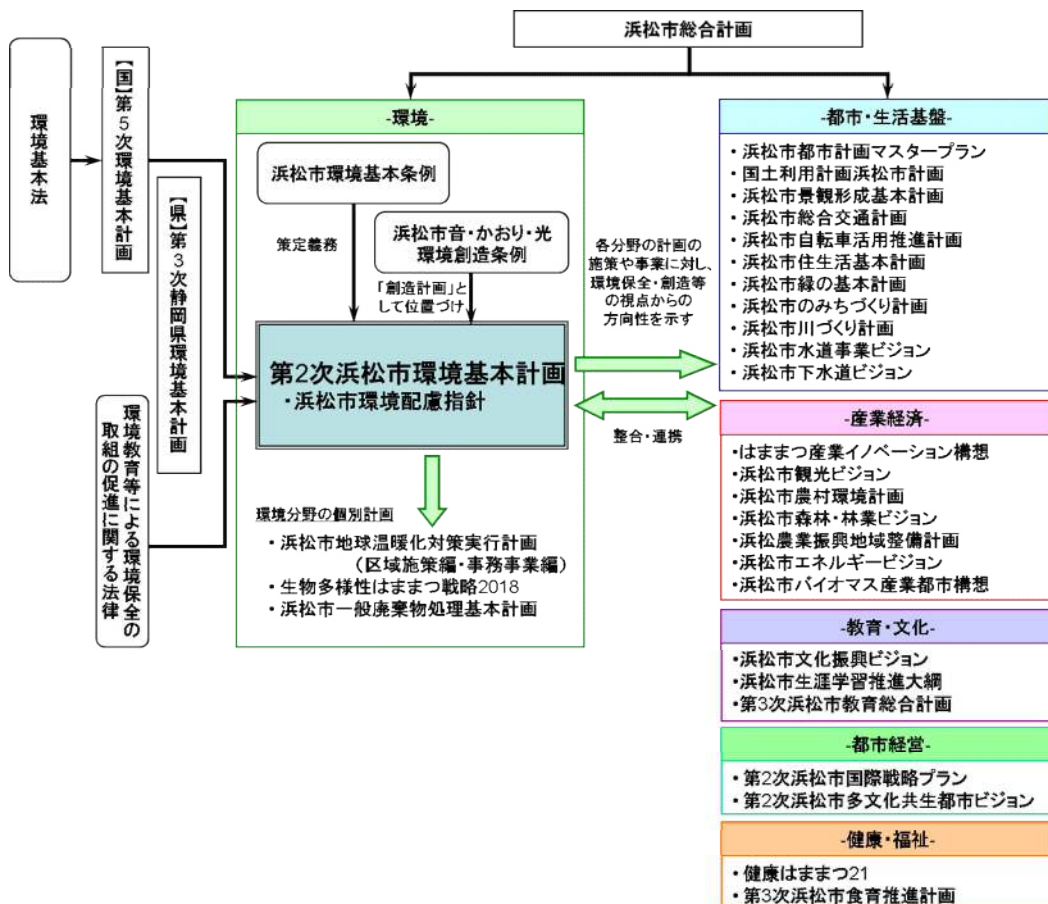 浜松市総合計画
環境基本法
【国】第5次環境基本計画
【県】第3次静岡県環境基本計画
環境教育等による環境保全の
取組の促進に関する法律
-環境-
浜松市環境基本条例
策定義務
浜松市音・かおり・光
環境創造条例
「創造計画」と
して位置づけ
第2次浜松市環境基本計画
・浜松市環境配慮指針
環境分野の個別計画
・浜松市地球温暖化対策実行計画
（区域施策編・事務事業編）
・生物多様性はままつ戦略2018
・浜松市一般廃棄物処理基本計画
各分野の計画の
施策や事業に対し、
環境保全・創造等
の視点からの
方向性を示す
整合・連携
-都市・生活基盤-
・浜松市都市計画マスタープラン
・国土利用計画浜松市計画
・浜松市景観形成基本計画
・浜松市総合交通計画
・浜松市自転車活用推進計画
・浜松市住生活基本計画
・浜松市緑の基本計画
・浜松市のみちづくり計画
・浜松市川づくり計画
・浜松市水道事業ビジョン
・浜松市下水道ビジョン
-産業経済-
・はままつ産業イノベーション構想
・浜松市観光ビジョン
・浜松市農村環境計画
・浜松市森林・林業ビジョン
・浜松農業振興地域整備計画
・浜松市エネルギービジョン
・浜松市バイオマス産業都市構想
-教育・文化-
・浜松市文化振興ビジョン
・浜松市生涯学習推進大綱
・第3次浜松市教育総合計画
-都市経営-
・第2次浜松市国際戦略プラン
・第2次浜松市多文化共生都市ビジョン
-健康・福祉-
・健康はままつ21
・第3次浜松市食育推進計画